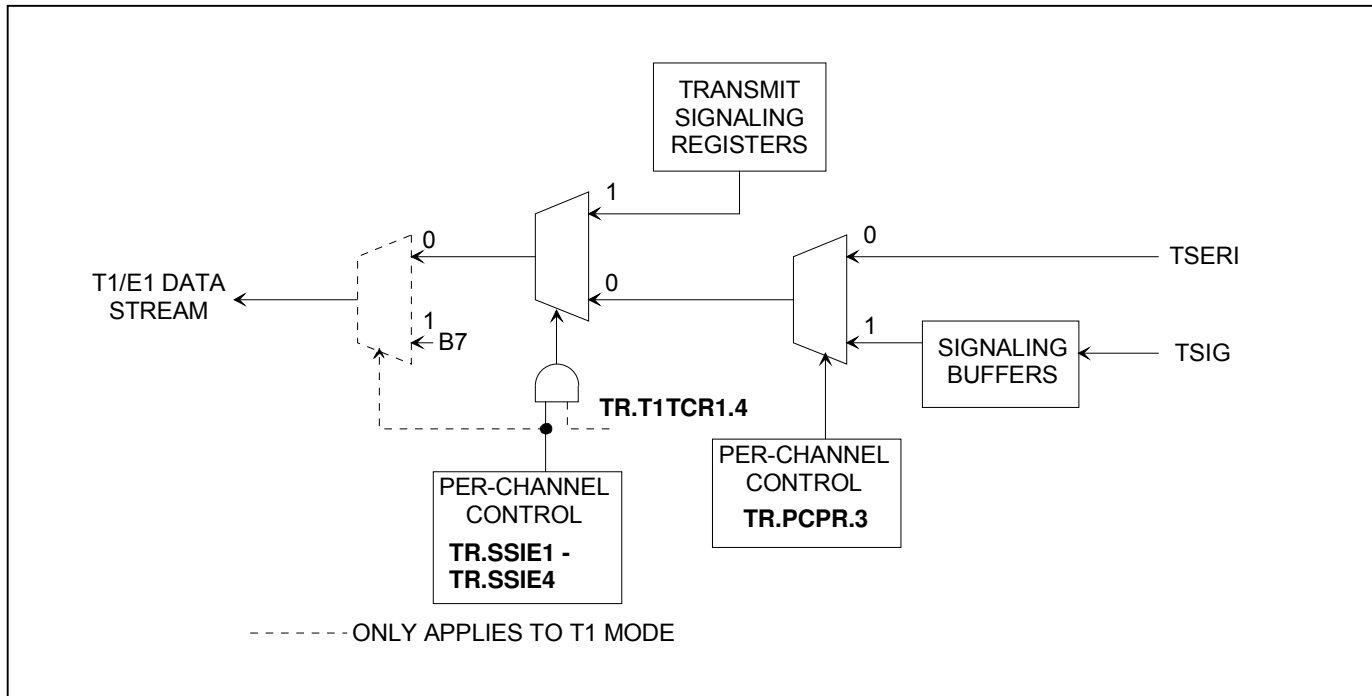 TRANSMIT
SIGNALING
REGISTERS
1
0
0
TSERI
T1/E1 DATA
STREAM
0
1
B7
1
SIGNALING
BUFFERS
TSIG
TR.T1TCR1.4
PER-CHANNEL
CONTROL
TR.PCPR.3
PER-CHANNEL
CONTROL
TR.SSIE1 -
TR.SSIE4
ONLY APPLIES TO T1 MODE